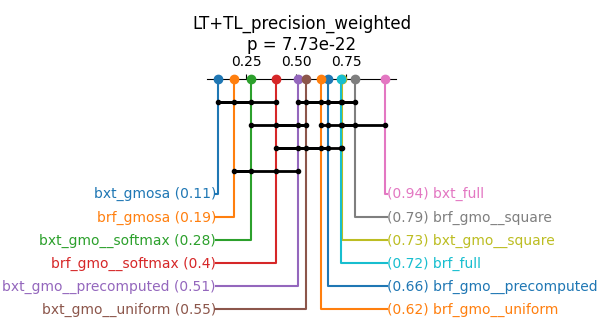 LT+TL_precision_weighted
p = 7.73e-22
0.25 0.50 0.75
bxt_gmosa (0.11) (0.94) bxt_full
brf_gmosa (0.19) (0.79) brf_gmo__square
bxt_gmo__softmax (0.28) (0.73) bxt_gmo__square
brf_gmo__softmax (0.4) (0.72) brf_full
bxt_gmo__precomputed (0.51) (0.66) brf_gmo__precomputed
bxt_gmo__uniform (0.55) (0.62) brf_gmo__uniform